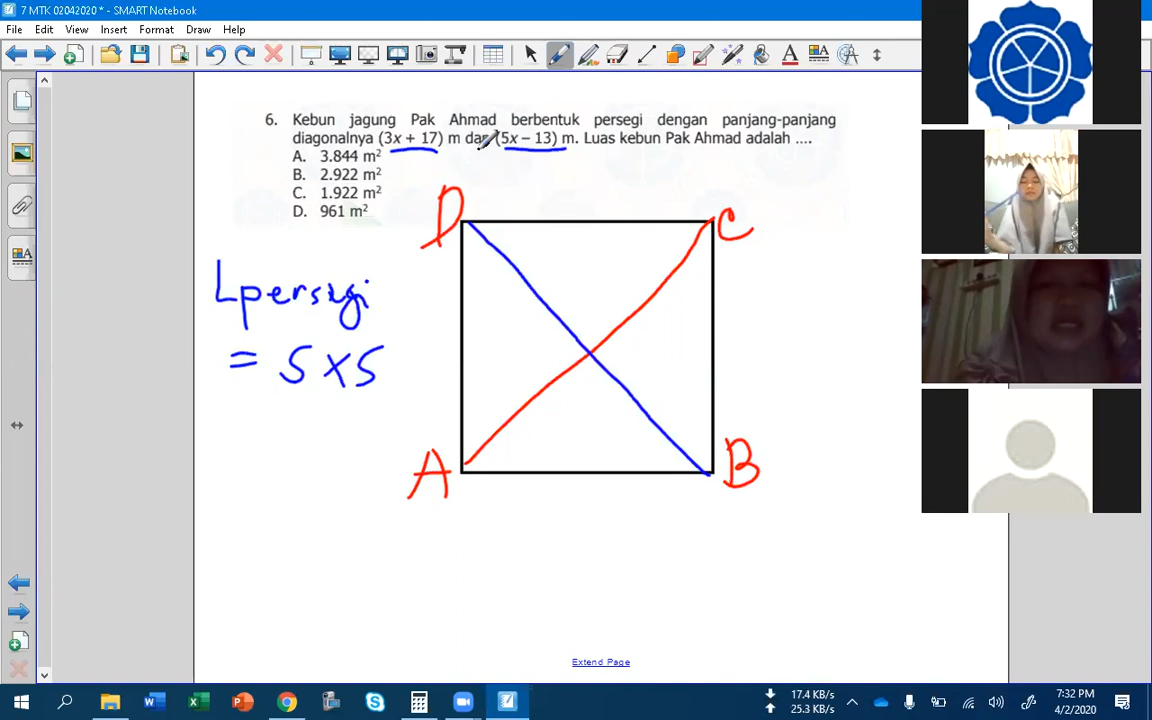 7 MTK 02042020 * - SMART Notebook
File Edit View Insert Format Draw Help
6. Kebun jagung Pak Ahmad berbentuk persegi dengan panjang-panjang
diagonalnya (3x + 17) m dan (5x – 13) m. Luas kebun Pak Ahmad adalah ....
A. 3.844 m²
B. 2.922 m²
C. 1.922 m²
D. 961 m²
D C
Lpersegi
= S X S
A B
Extend Page
17.4 KB/s
25.3 KB/s
7:32 PM
4/2/2020